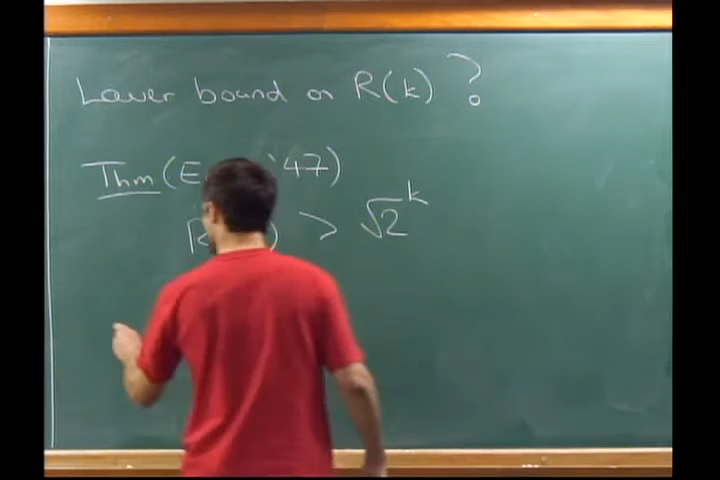 Lower bound on R(k) ?
Thm (E '47)
R ) > √2^k